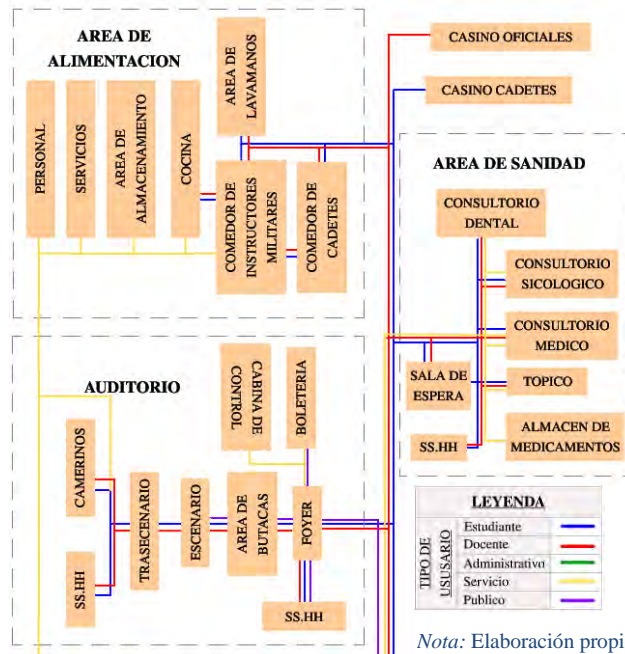 AREA DE
ALIMENTACION
PERSONAL
SERVICIOS
AREA DE
ALMACENAMIENTO
COCINA
AREA DE
LAVAMANOS
COMEDOR DE
INSTRUCTORES
MILITARES
COMEDOR DE
CADETES
CASINO OFICIALES
CASINO CADETES
AREA DE SANIDAD
CONSULTORIO
DENTAL
CONSULTORIO
SICOLOGICO
CONSULTORIO
MEDICO
SALA DE
ESPERA
TOPICO
SS.HH
ALMACEN DE
MEDICAMENTOS
AUDITORIO
CABINA DE
CONTROL
BOLETERIA
CAMERINOS
SS.HH
TRASECENARIO
ESCENARIO
AREA DE
BUTACAS
FOYER
SS.HH
LEYENDA
TIPO DE
USUSARIO
Estudiante
Docente
Administrativo
Servicio
Publico
Nota: Elaboración propi